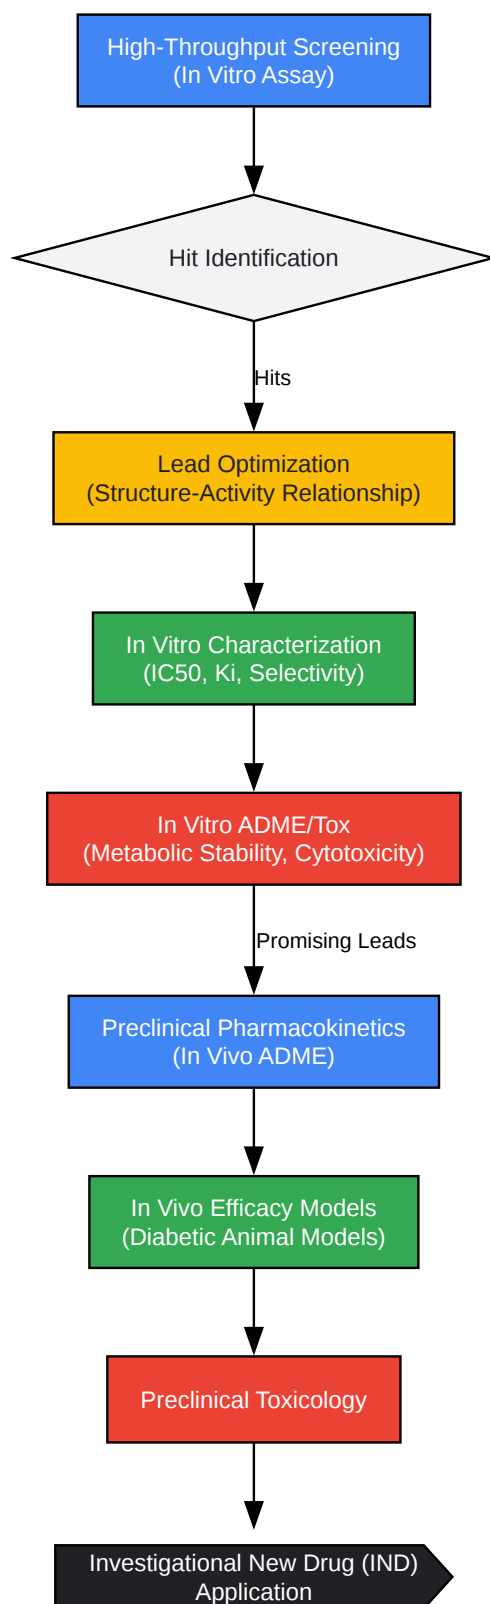 High-Throughput Screening
(In Vitro Assay)
Hit Identification
Hits
Lead Optimization
(Structure-Activity Relationship)
In Vitro Characterization
(IC50, Ki, Selectivity)
In Vitro ADME/Tox
(Metabolic Stability, Cytotoxicity)
Promising Leads
Preclinical Pharmacokinetics
(In Vivo ADME)
In Vivo Efficacy Models
(Diabetic Animal Models)
Preclinical Toxicology
Investigational New Drug (IND)
Application